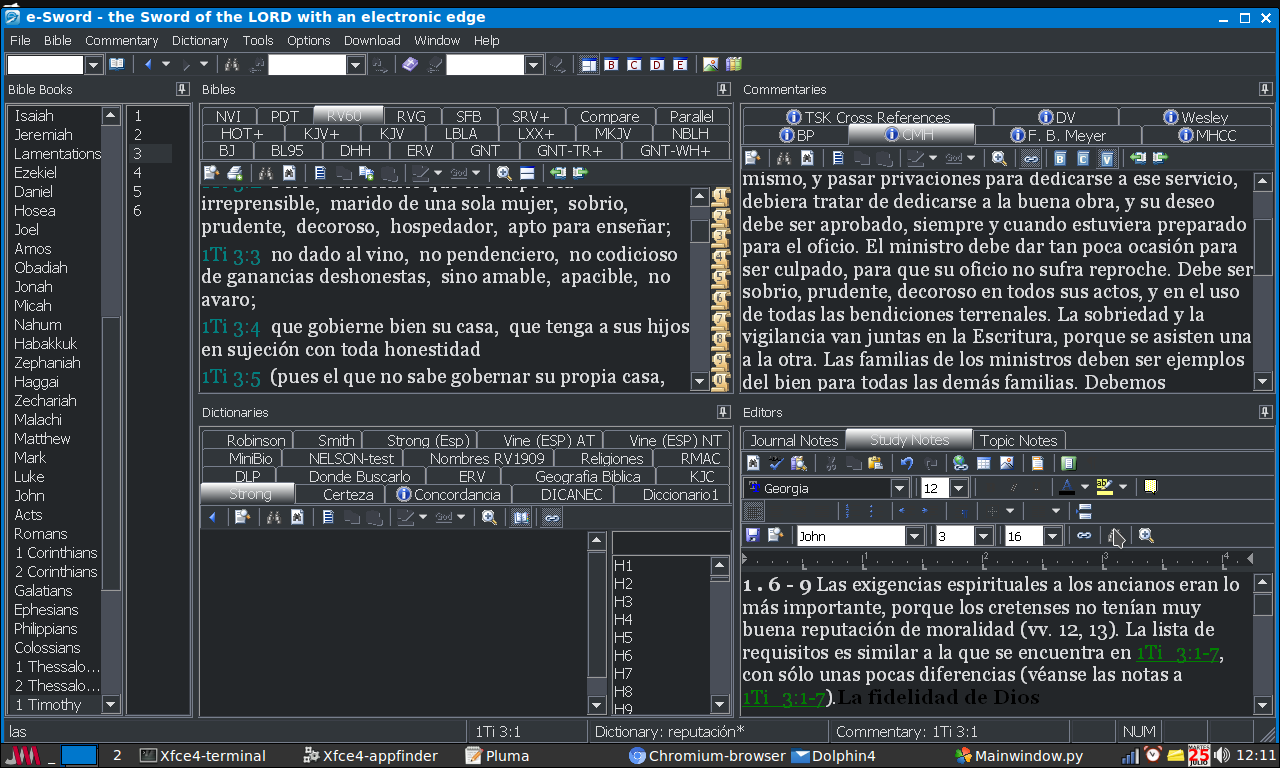 e-Sword - the Sword of the LORD with an electronic edge
File Bible Commentary Dictionary Tools Options Download Window Help
B C D E
Bible Books
Isaiah
Jeremiah
Lamentations
Ezekiel
Daniel
Hosea
Joel
Amos
Obadiah
Jonah
Micah
Nahum
Habakkuk
Zephaniah
Haggai
Zechariah
Malachi
Matthew
Mark
Luke
John
Acts
Romans
1 Corinthians
2 Corinthians
Galatians
Ephesians
Philippians
Colossians
1 Thessalo...
2 Thessalo...
1 Timothy
1
2
3
4
5
6
Bibles
NVI PDT RV60 RVG SFB SRV+ Compare Parallel
HOT+ KJV+ KJV LBLA LXX+ MKJV NBLH
BJ BL95 DHH ERV GNT GNT-TR+ GNT-WH+
God
irreprensible, marido de una sola mujer, sobrio,
prudente, decoroso, hospedador, apto para enseñar;
1Ti 3:3 no dado al vino, no pendenciero, no codicioso
de ganancias deshonestas, sino amable, apacible, no
avaro;
1Ti 3:4 que gobierne bien su casa, que tenga a sus hijos
en sujeción con toda honestidad
1Ti 3:5 (pues el que no sabe gobernar su propia casa,
1
2
3
4
5
6
7
8
9
0
Commentaries
TSK Cross References DV Wesley
BP CMH F. B. Meyer MHCC
God B C V
mismo, y pasar privaciones para dedicarse a ese servicio,
debiera tratar de dedicarse a la buena obra, y su deseo
debe ser aprobado, siempre y cuando estuviera preparado
para el oficio. El ministro debe dar tan poca ocasión para
ser culpado, para que su oficio no sufra reproche. Debe ser
sobrio, prudente, decoroso en todos sus actos, y en el uso
de todas las bendiciones terrenales. La sobriedad y la
vigilancia van juntas en la Escritura, porque se asisten una
a la otra. Las familias de los ministros deben ser ejemplos
del bien para todas las demás familias. Debemos
Dictionaries
Robinson Smith Strong (Esp) Vine (ESP) AT Vine (ESP) NT
MiniBio NELSON-test Nombres RV1909 Religiones RMAC
DLP Donde Buscarlo ERV Geografia Biblica KJC
Strong Certeza Concordancia DICANEC Diccionario1
God
H1
H2
H3
H4
H5
H6
H7
H8
H9
Editors
Journal Notes Study Notes Topic Notes
Georgia 12 A ab
John 3 16
1 2 3 4
1 . 6 - 9 Las exigencias espirituales a los ancianos eran lo
más importante, porque los cretenses no tenían muy
buena reputación de moralidad (vv. 12, 13). La lista de
requisitos es similar a la que se encuentra en 1Ti_3:1-7,
con sólo unas pocas diferencias (véanse las notas a
1Ti_3:1-7).La fidelidad de Dios
las 1Ti 3:1 Dictionary: reputación* Commentary: 1Ti 3:1 NUM
2 Xfce4-terminal Xfce4-appfinder Pluma Chromium-browser Dolphin4 Mainwindow.py MARTES 25 JULIO 12:11